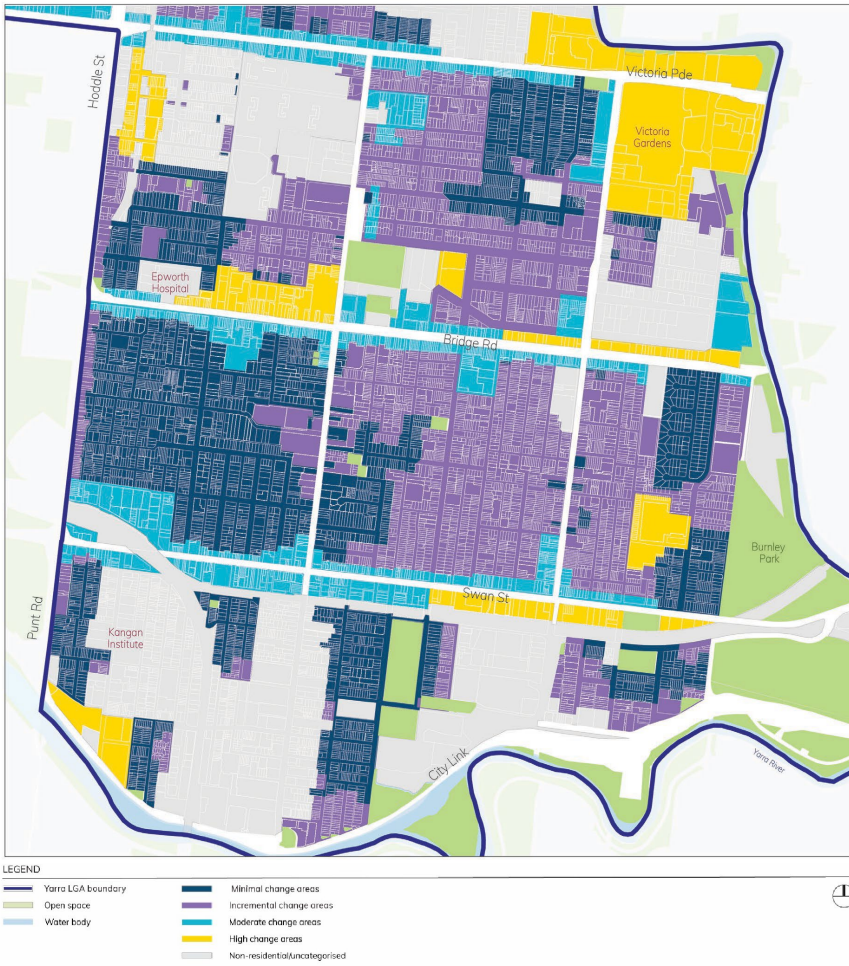 Hoddle St
Victoria Pde
Victoria
Gardens
Epworth
Hospital
Bridge Rd
Burnley
Park
Swan St
Punt Rd
Kangan
Institute
City Link
Yarra River
LEGEND
Yarra LGA boundary
Open space
Water body
Minimal change areas
Incremental change areas
Moderate change areas
High change areas
Non-residential/uncategorised